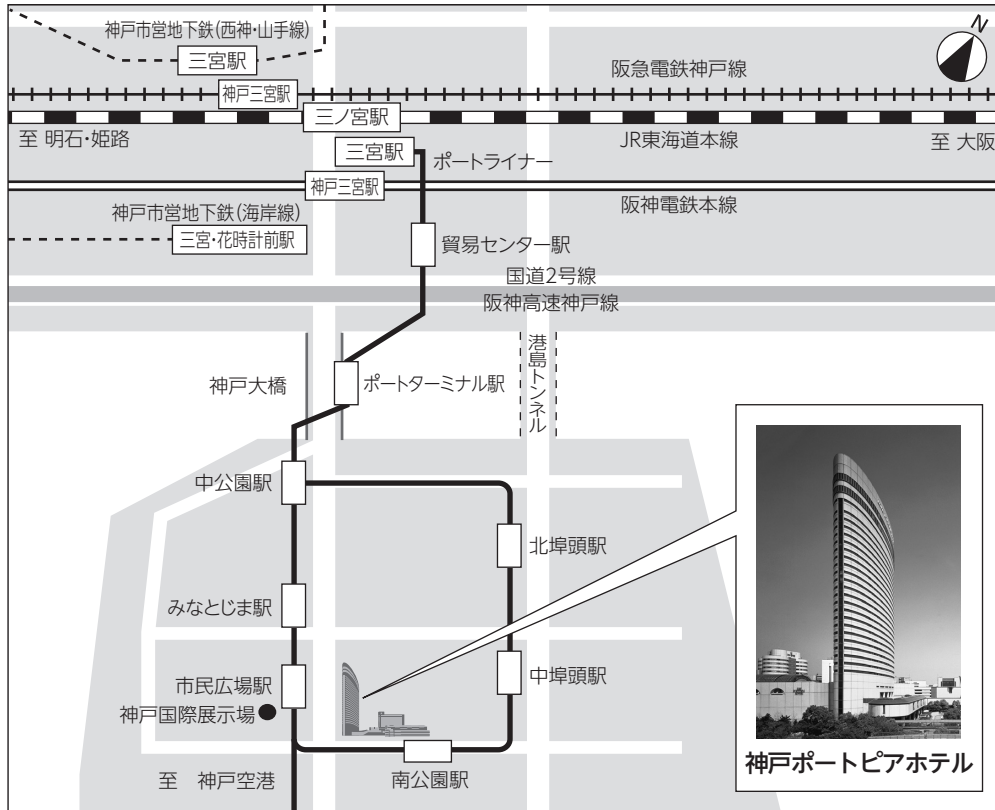 神戸市営地下鉄(西神・山手線)
N
三宮駅
阪急電鉄神戸線
神戸三宮駅
三ノ宮駅
至 明石・姫路
JR東海道本線
至 大阪
三宮駅
ポートライナー
神戸三宮駅
阪神電鉄本線
神戸市営地下鉄(海岸線)
三宮・花時計前駅
貿易センター駅
国道2号線
阪神高速神戸線
神戸大橋
ポートターミナル駅
港島トンネル
中公園駅
北埠頭駅
みなとじま駅
市民広場駅
中埠頭駅
神戸国際展示場
南公園駅
至 神戸空港
神戸ポートピアホテル